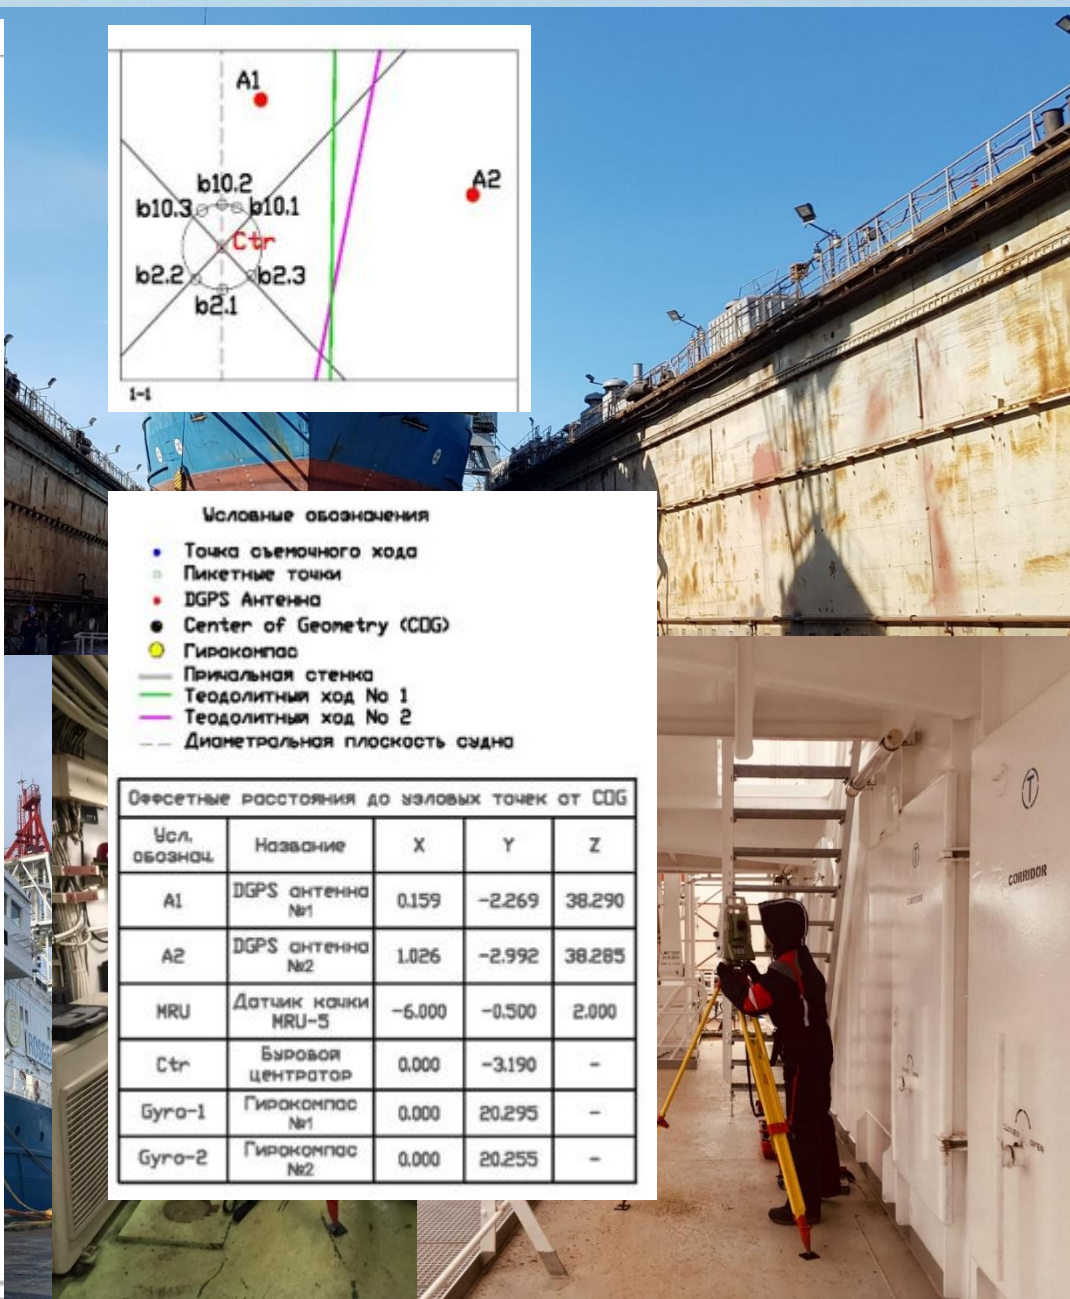 A1
A2
b10.2
b10.3
b10.1
Ctr
b2.2
b2.3
b2.1
1-1
Условные обозначения
Точка съемочного хода
Пикетные точки
DGPS Антенна
Center of Geometry (COG)
Гирокомпас
Причальная стенка
Теодолитный ход No 1
Теодолитный ход No 2
Диаметральная плоскость судна
Оффсетные расстояния до узловых точек от COG
Усл. обознач. Название X Y Z
A1 DGPS антенна №1 0.159 -2.269 38.290
A2 DGPS антенна №2 1.026 -2.992 38.285
MRU Датчик качки MRU-5 -6.000 -0.500 2.000
Ctr Буровой центратор 0.000 -3.190 -
Gyro-1 Гирокомпас №1 0.000 20.295 -
Gyro-2 Гирокомпас №2 0.000 20.255 -
T
CORRIDOR
OPEN